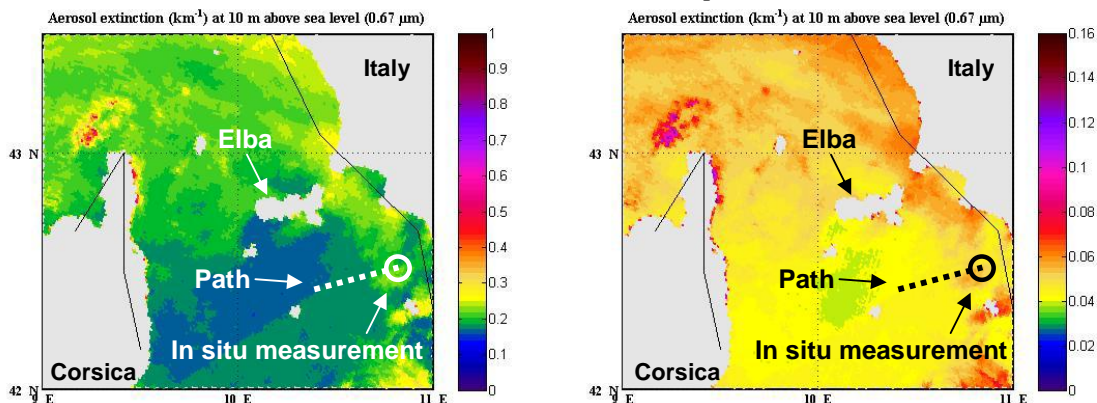 Aerosol extinction (km⁻¹) at 10 m above sea level (0.67 µm)
Italy
Elba
43 N
Path
In situ measurement
Corsica
42 N
9 E
10 E
11 E
1
0.9
0.8
0.7
0.6
0.5
0.4
0.3
0.2
0.1
0
Aerosol extinction (km⁻¹) at 10 m above sea level (0.67 µm)
Italy
Elba
43 N
Path
In situ measurement
Corsica
42 N
9 E
10 E
11 E
0.16
0.14
0.12
0.1
0.08
0.06
0.04
0.02
0